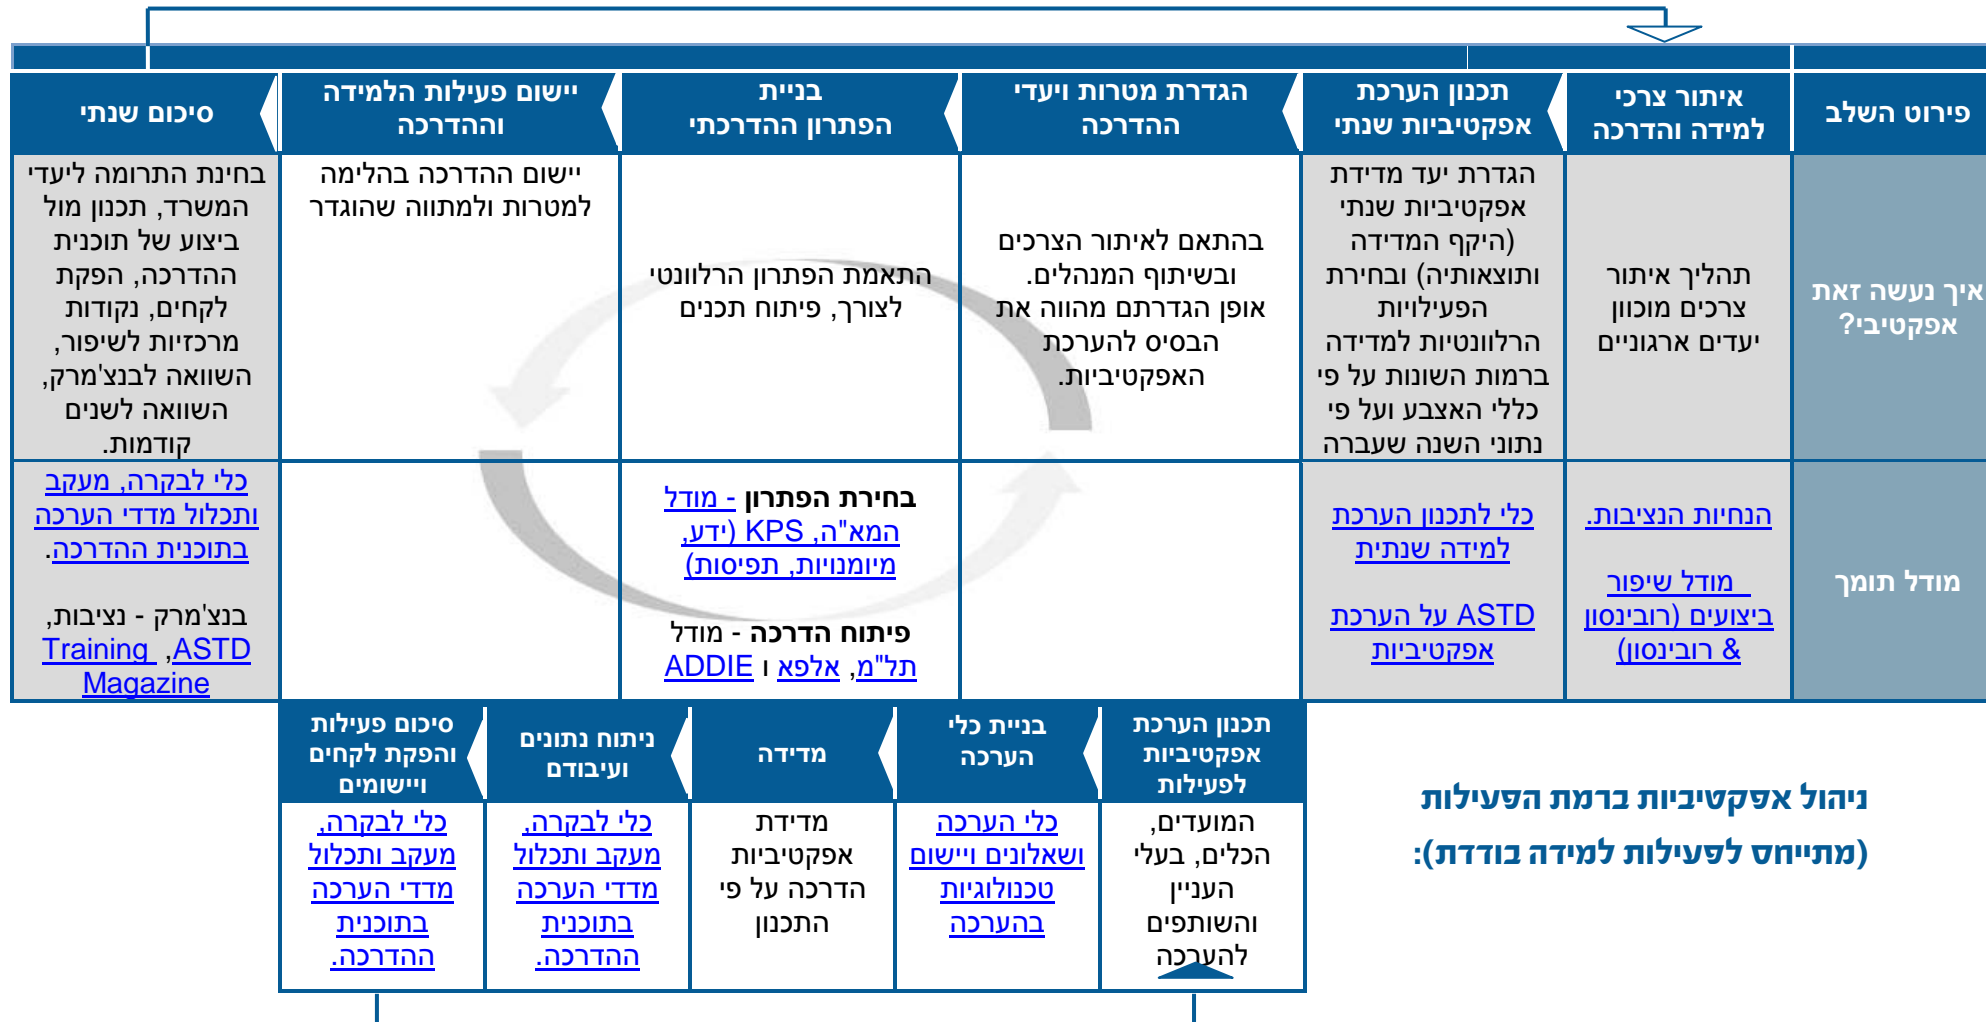 פירוט השלב
איתור צרכי
למידה והדרכה
תכנון הערכת
אפקטיביות שנתי
הגדרת מטרות ויעדי
ההדרכה
בניית
הפתרון ההדרכתי
יישום פעילות הלמידה
וההדרכה
סיכום שנתי
איך נעשה זאת
אפקטיבי?
תהליך איתור
צרכים מוכוון
יעדים ארגוניים
הגדרת יעד מדידת
אפקטיביות שנתי
(היקף המדידה
ותוצאותיה) ובחירת
הפעילויות
הרלוונטיות למדידה
ברמות השונות על פי
כללי האצבע ועל פי
נתוני השנה שעברה
בהתאם לאיתור הצרכים
ובשיתוף המנהלים.
אופן הגדרתם מהווה את
הבסיס להערכת
האפקטיביות.
התאמת הפתרון הרלוונטי
לצורך, פיתוח תכנים
יישום ההדרכה בהלימה
למטרות ולמתווה שהוגדר
בחינת התרומה ליעדי
המשרד, תכנון מול
ביצוע של תוכנית
ההדרכה, הפקת
לקחים, נקודות
מרכזיות לשיפור,
השוואה לבנצ'מרק,
השוואה לשנים
קודמות.
מודל תומך
הנחיות הנציבות.
מודל שיפור
ביצועים (רובינסון
& רובינסון)
כלי לתכנון הערכת
למידה שנתית
ASTD על הערכת
אפקטיביות
בחירת הפתרון - מודל
המא"ה, KPS (ידע,
מיומנויות, תפיסות)
פיתוח הדרכה - מודל
תל"מ, אלפא ו ADDIE
כלי לבקרה, מעקב
ותכלול מדדי הערכה
בתוכנית ההדרכה.
בנצ'מרק - נציבות,
ASTD, Training
Magazine
תכנון הערכת
אפקטיביות
לפעילות
בניית כלי
הערכה
מדידה
ניתוח נתונים
ועיבודם
סיכום פעילות
והפקת לקחים
ויישומים
המועדים,
הכלים, בעלי
העניין
והשותפים
להערכה
כלי הערכה
ושאלונים ויישום
טכנולוגיות
בהערכה
מדידת
אפקטיביות
הדרכה על פי
התכנון
כלי לבקרה,
מעקב ותכלול
מדדי הערכה
בתוכנית
ההדרכה.
כלי לבקרה,
מעקב ותכלול
מדדי הערכה
בתוכנית
ההדרכה.
ניהול אפקטיביות ברמת הפעילות
(מתייחס לפעילות למידה בודדת):